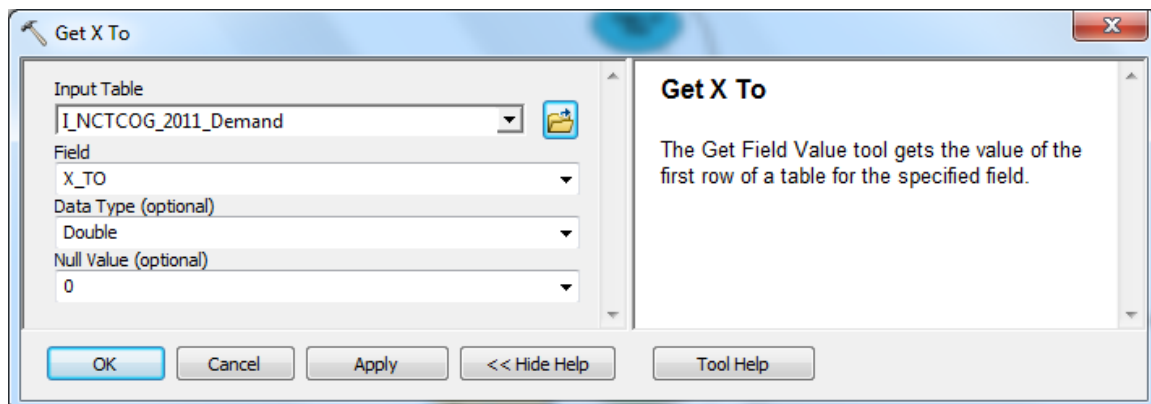 Get X To
Input Table
I_NCTCOG_2011_Demand
Field
X_TO
Data Type (optional)
Double
Null Value (optional)
0
Get X To
The Get Field Value tool gets the value of the
first row of a table for the specified field.
OK
Cancel
Apply
<< Hide Help
Tool Help